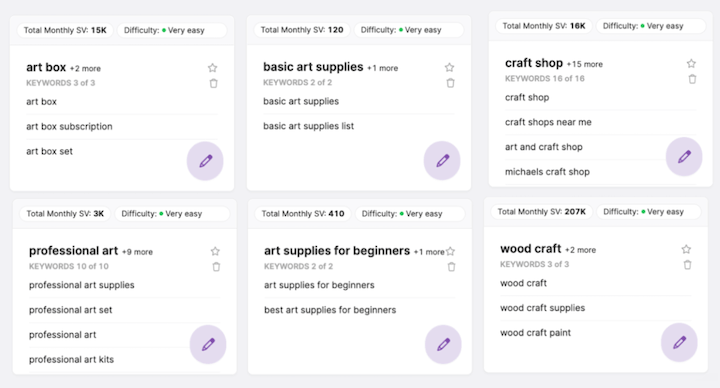 Total Monthly SV: 15K Difficulty: Very easy
art box +2 more
KEYWORDS 3 of 3
art box
art box subscription
art box set
Total Monthly SV: 120 Difficulty: Very easy
basic art supplies +1 more
KEYWORDS 2 of 2
basic art supplies
basic art supplies list
Total Monthly SV: 16K Difficulty: Very easy
craft shop +15 more
KEYWORDS 16 of 16
craft shop
craft shops near me
art and craft shop
michaels craft shop
Total Monthly SV: 3K Difficulty: Very easy
professional art +9 more
KEYWORDS 10 of 10
professional art supplies
professional art set
professional art
professional art kits
Total Monthly SV: 410 Difficulty: Very easy
art supplies for beginners +1 more
KEYWORDS 2 of 2
art supplies for beginners
best art supplies for beginners
Total Monthly SV: 207K Difficulty: Very easy
wood craft +2 more
KEYWORDS 3 of 3
wood craft
wood craft supplies
wood craft paint